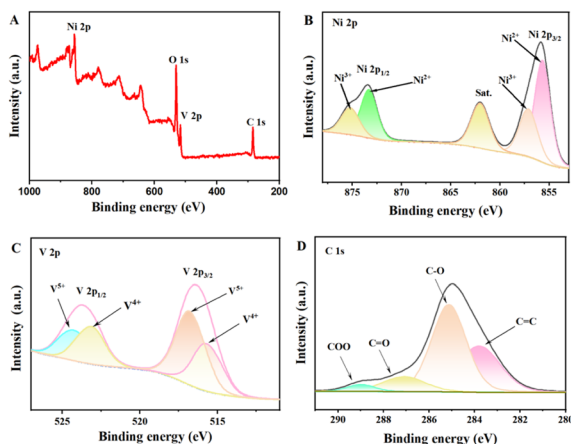 A
Ni 2p
O 1s
V 2p
C 1s
Intensity (a.u.)
1000 800 600 400 200
Binding energy (eV)
B
Ni 2p
Ni²⁺ Ni 2p3/2
Ni³⁺ Ni 2p1/2
Ni²⁺
Sat.
Ni³⁺
Intensity (a.u.)
875 870 865 860 855
Binding energy (eV)
C
V 2p
V 2p3/2
V⁵⁺ V 2p1/2
V⁵⁺
V⁴⁺
V⁴⁺
Intensity (a.u.)
525 520 515
Binding energy (eV)
D
C 1s
C-O
C=C
C=O
COO
Intensity (a.u.)
290 288 286 284 282 280
Binding energy (eV)